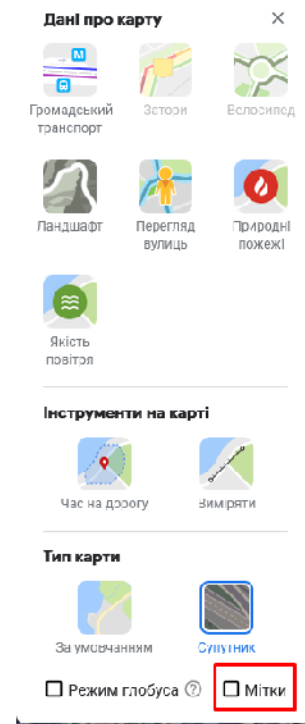 Дані про карту
M
Громадський транспорт
Затори
Велосипед
Ландшафт
Перегляд вулиць
Природні пожежі
Якість повітря
Інструменти на карті
Час на дорогу
Виміряти
Тип карти
За умовчанням
Супутник
Режим глобуса ?
Мітки